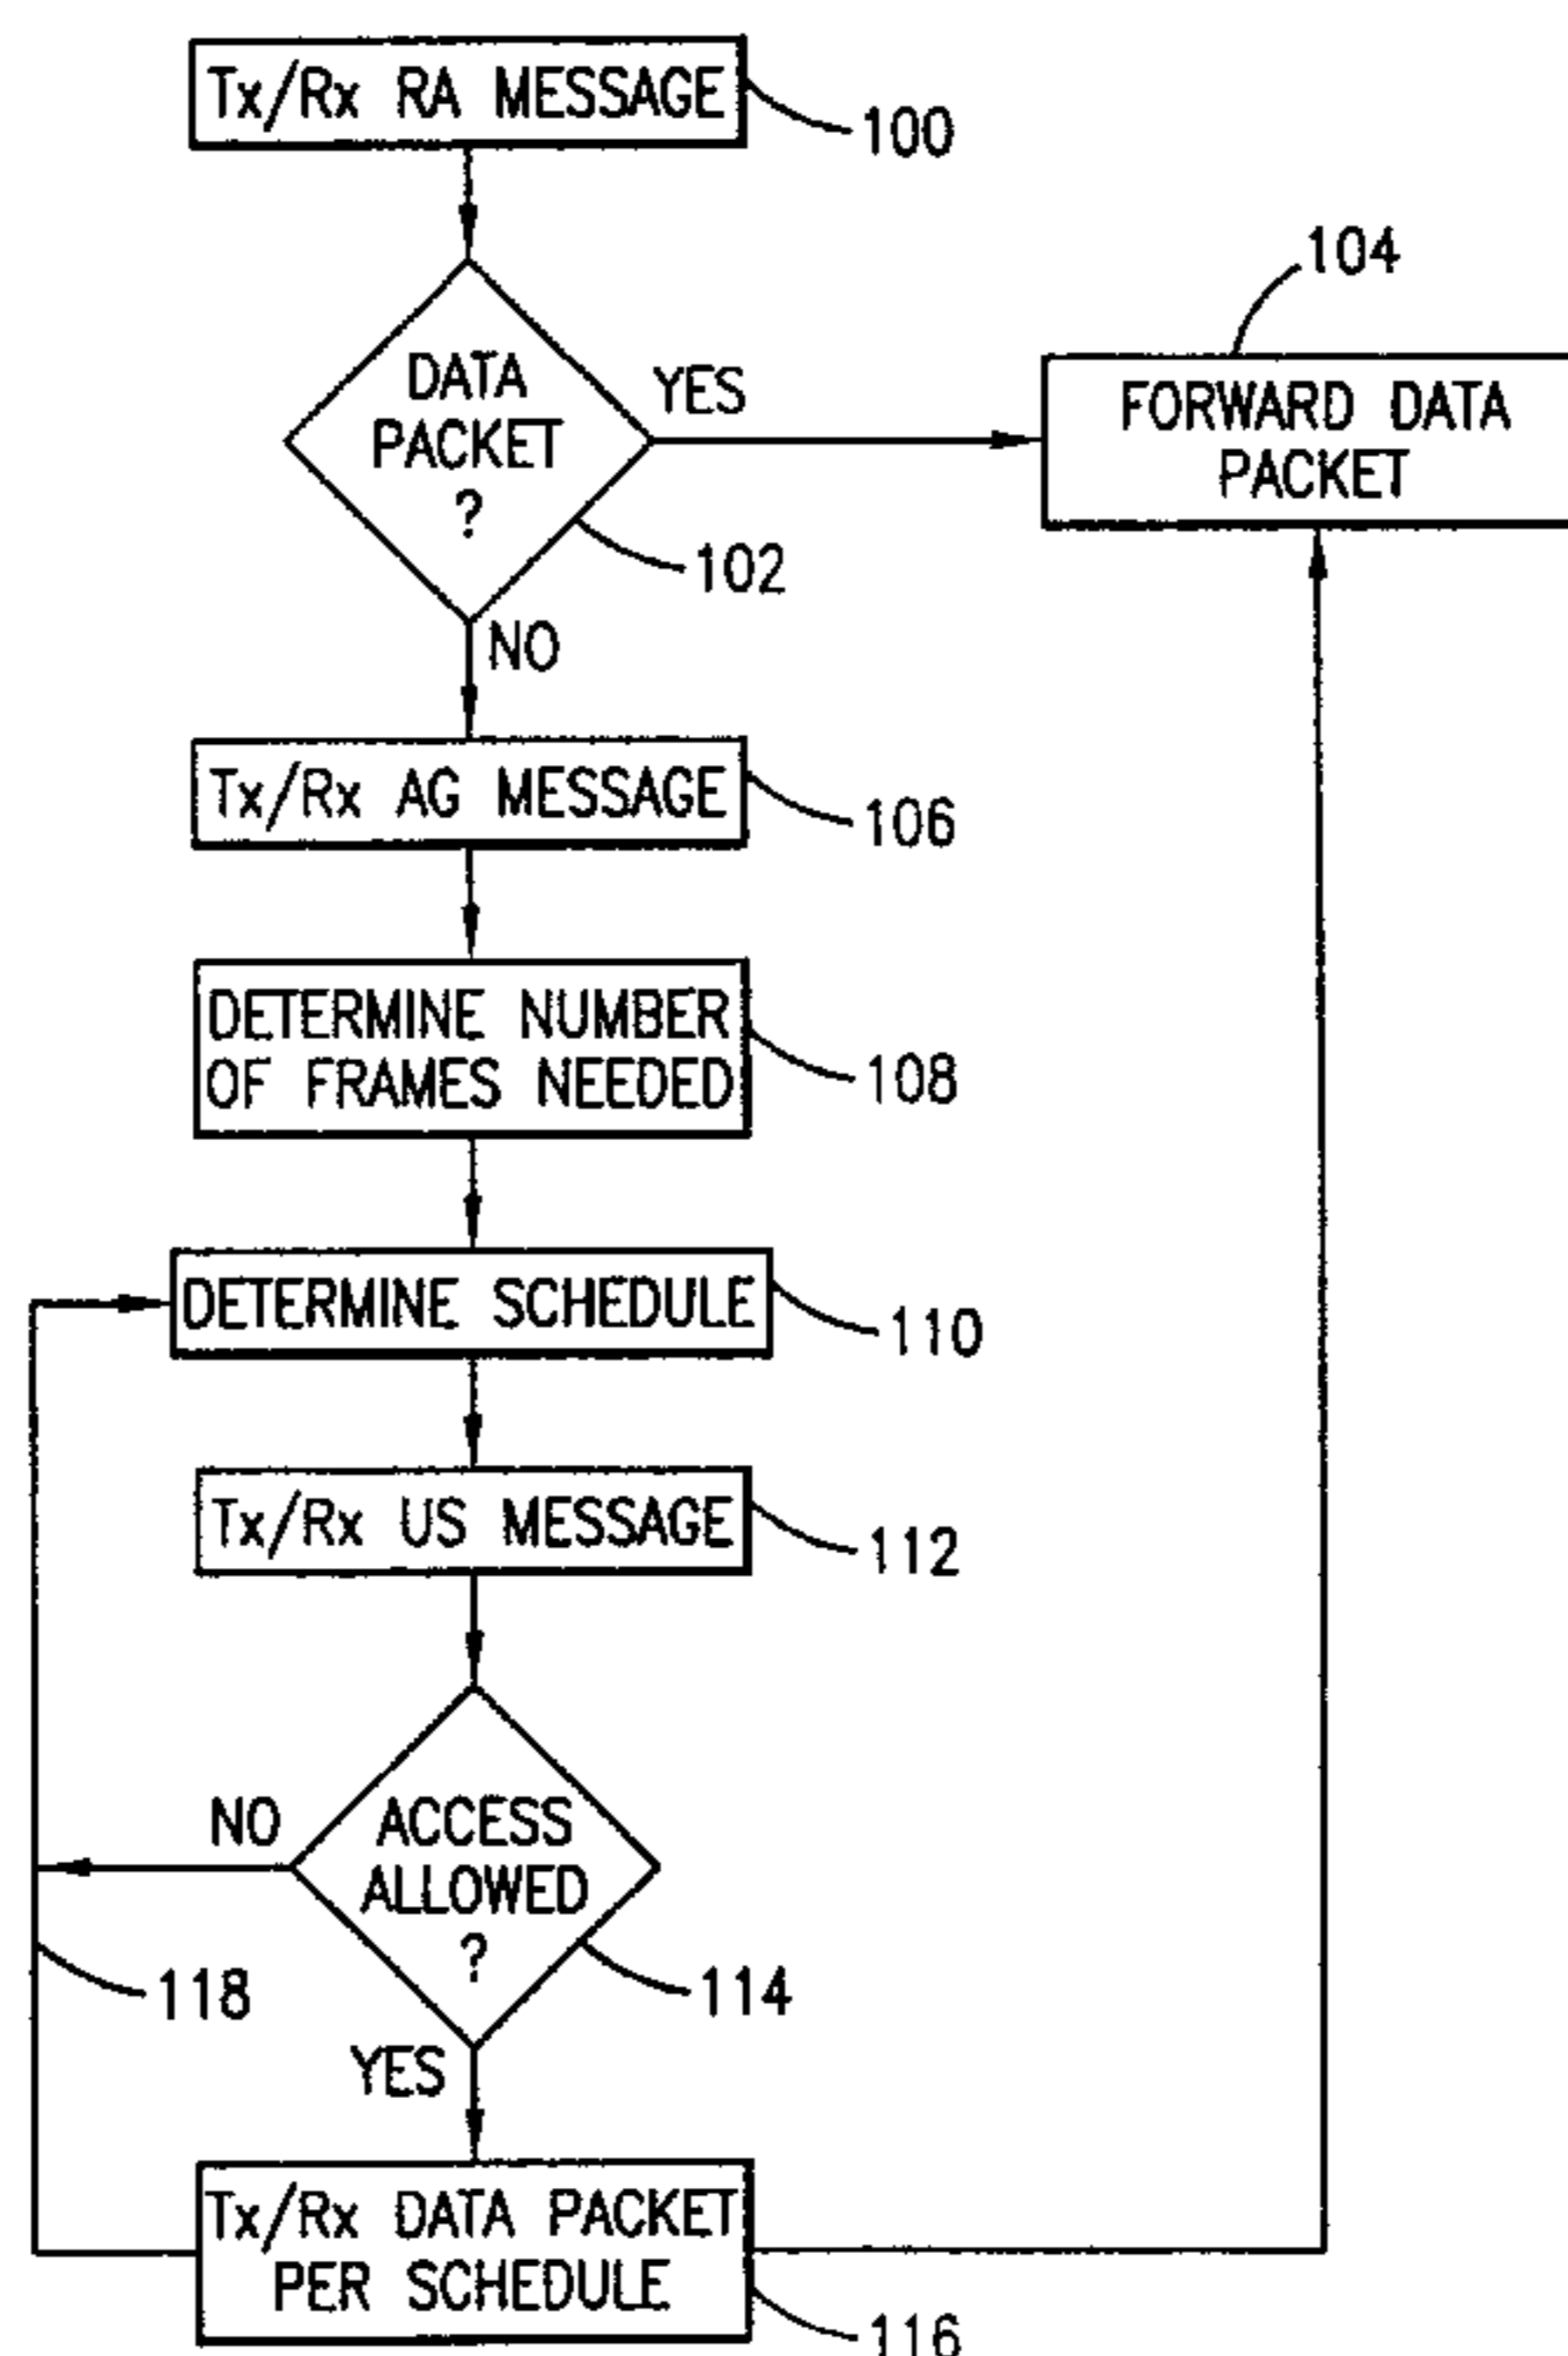 Tx/Rx RA MESSAGE
100
104
DATA
PACKET
?
YES
FORWARD DATA
PACKET
102
NO
Tx/Rx AG MESSAGE
106
DETERMINE NUMBER
OF FRAMES NEEDED
108
DETERMINE SCHEDULE
110
Tx/Rx US MESSAGE
112
NO
ACCESS
ALLOWED
?
118
114
YES
Tx/Rx DATA PACKET
PER SCHEDULE
116